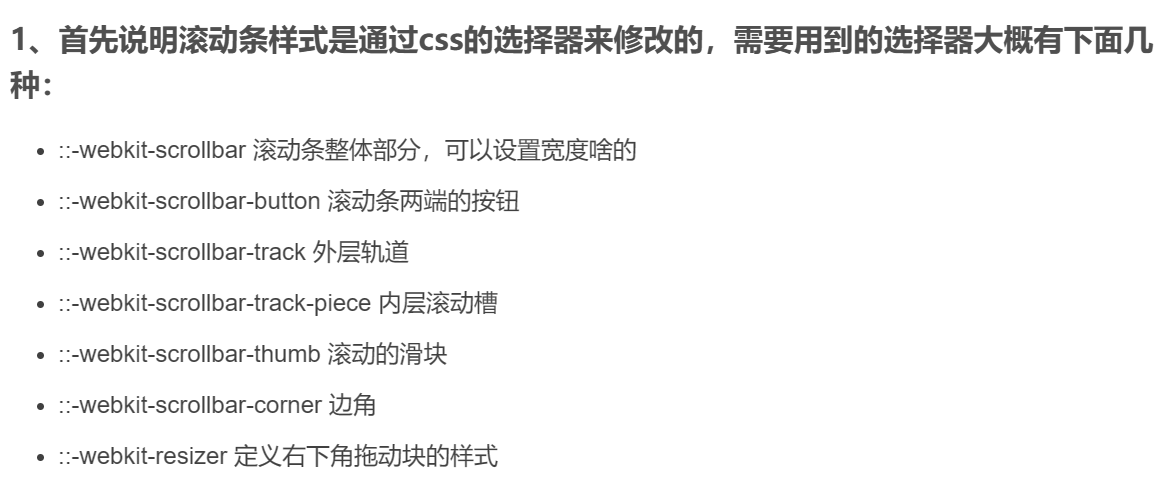 1、首先说明滚动条样式是通过css的选择器来修改的，需要用到的选择器大概有下面几
种：
::-webkit-scrollbar 滚动条整体部分，可以设置宽度啥的
::-webkit-scrollbar-button 滚动条两端的按钮
::-webkit-scrollbar-track 外层轨道
::-webkit-scrollbar-track-piece 内层滚动槽
::-webkit-scrollbar-thumb 滚动的滑块
::-webkit-scrollbar-corner 边角
::-webkit-resizer 定义右下角拖动块的样式